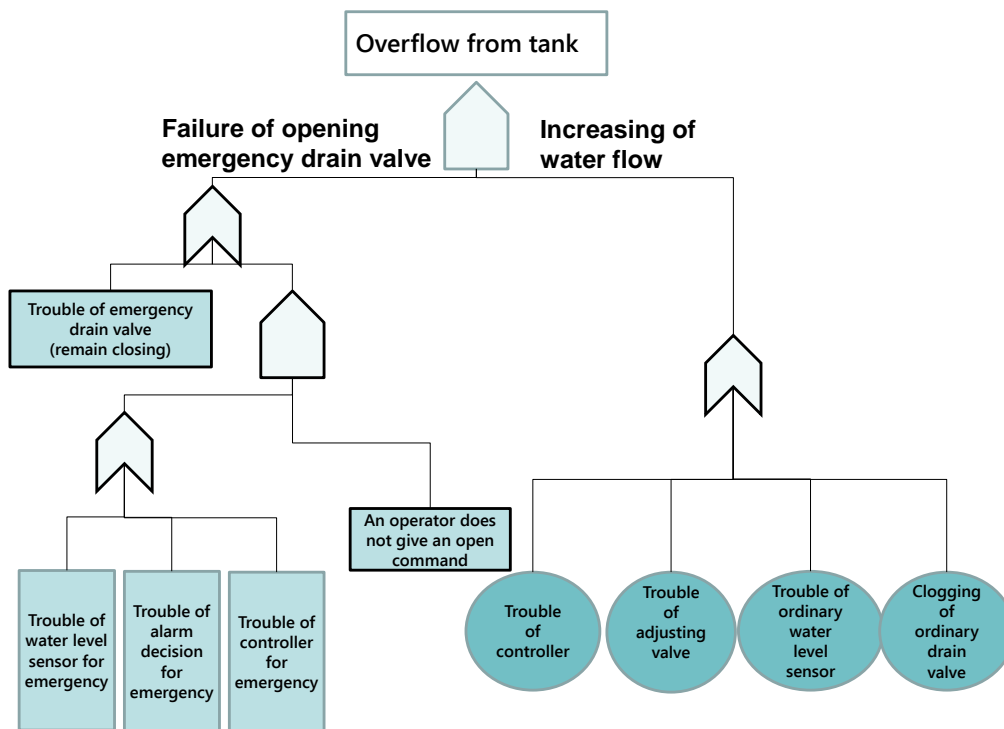 Overflow from tank
Failure of opening
emergency drain valve
Increasing of
water flow
Trouble of emergency
drain valve
(remain closing)
An operator does
not give an open
command
Trouble of
water level
sensor for
emergency
Trouble of
alarm
decision for
emergency
Trouble of
controller for
emergency
Trouble
of
controller
Trouble
of
adjusting
valve
Trouble of
ordinary
water
level
sensor
Clogging
of
ordinary
drain
valve